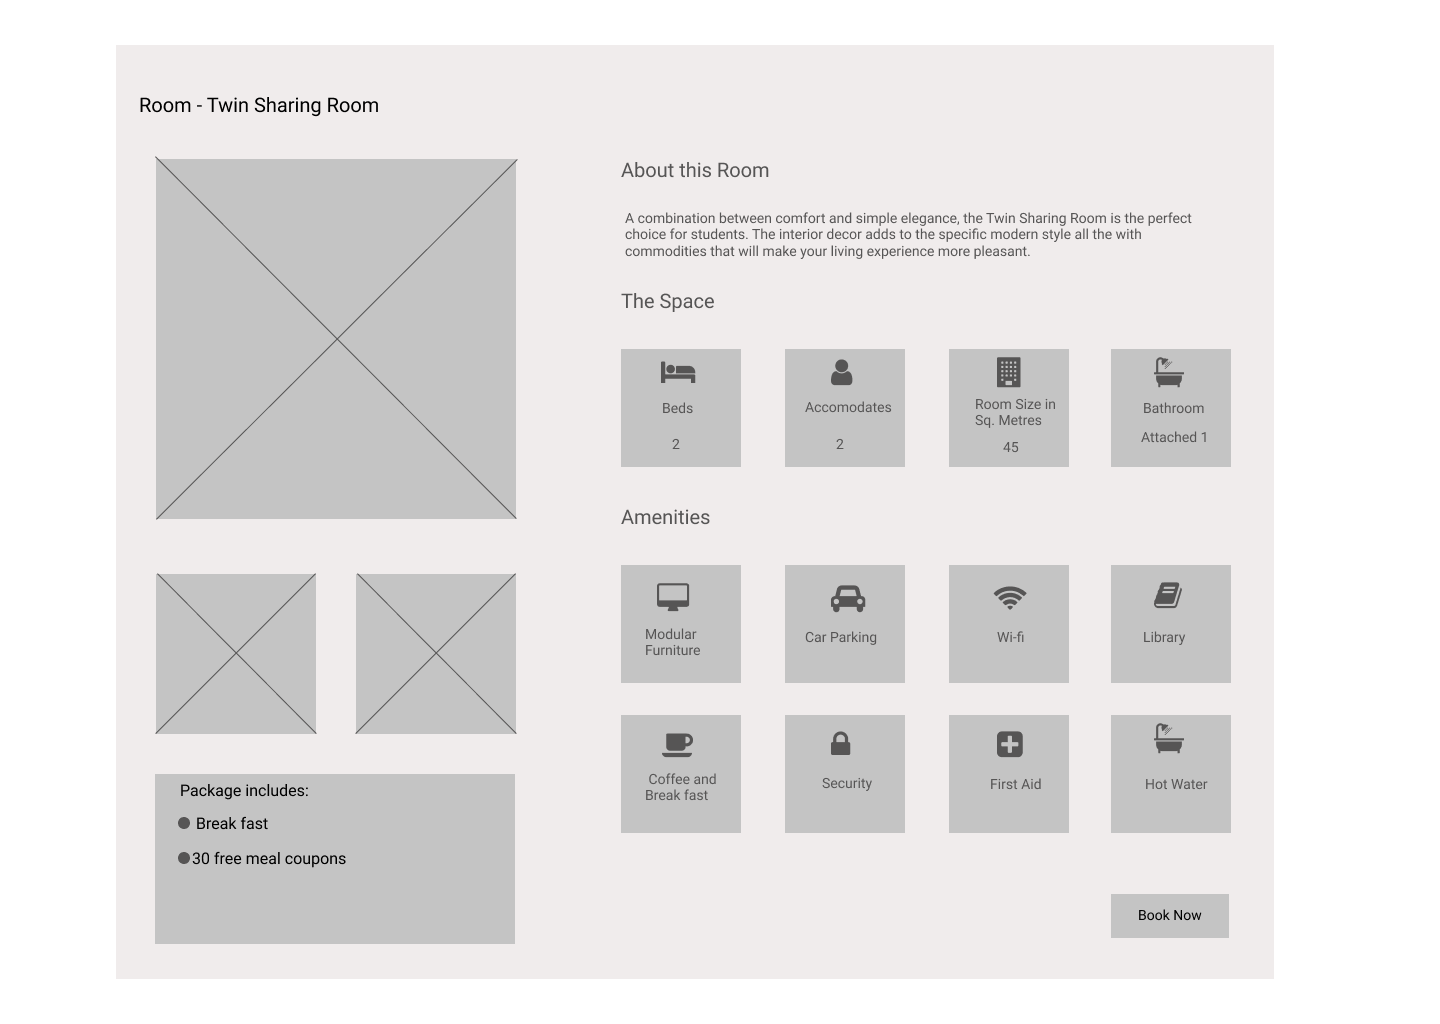 Room - Twin Sharing Room
About this Room
A combination between comfort and simple elegance, the Twin Sharing Room is the perfect
choice for students. The interior decor adds to the specific modern style all the with
commodities that will make your living experience more pleasant.
The Space
Beds
2
Accomodates
2
Room Size in
Sq. Metres
45
Bathroom
Attached 1
Amenities
Modular
Furniture
Car Parking
Wi-fi
Library
Coffee and
Break fast
Security
First Aid
Hot Water
Package includes:
Break fast
30 free meal coupons
Book Now